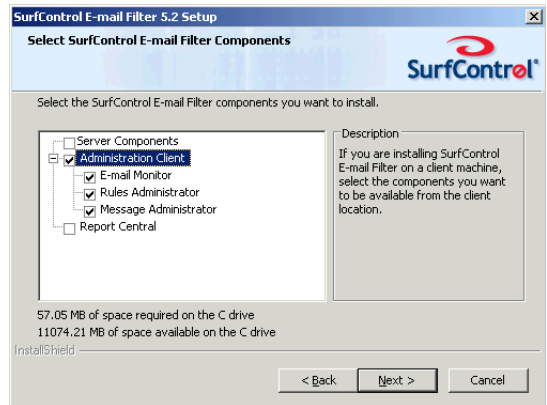 SurfControl E-mail Filter 5.2 Setup
Select SurfControl E-mail Filter Components
SurfControl
Select the SurfControl E-mail Filter components you want to install.
Server Components
Administration Client
E-mail Monitor
Rules Administrator
Message Administrator
Report Central
Description
If you are installing SurfControl
E-mail Filter on a client machine,
select the components you want
to be available from the client
location.
57.05 MB of space required on the C drive
11074.21 MB of space available on the C drive
InstallShield
< Back
Next >
Cancel